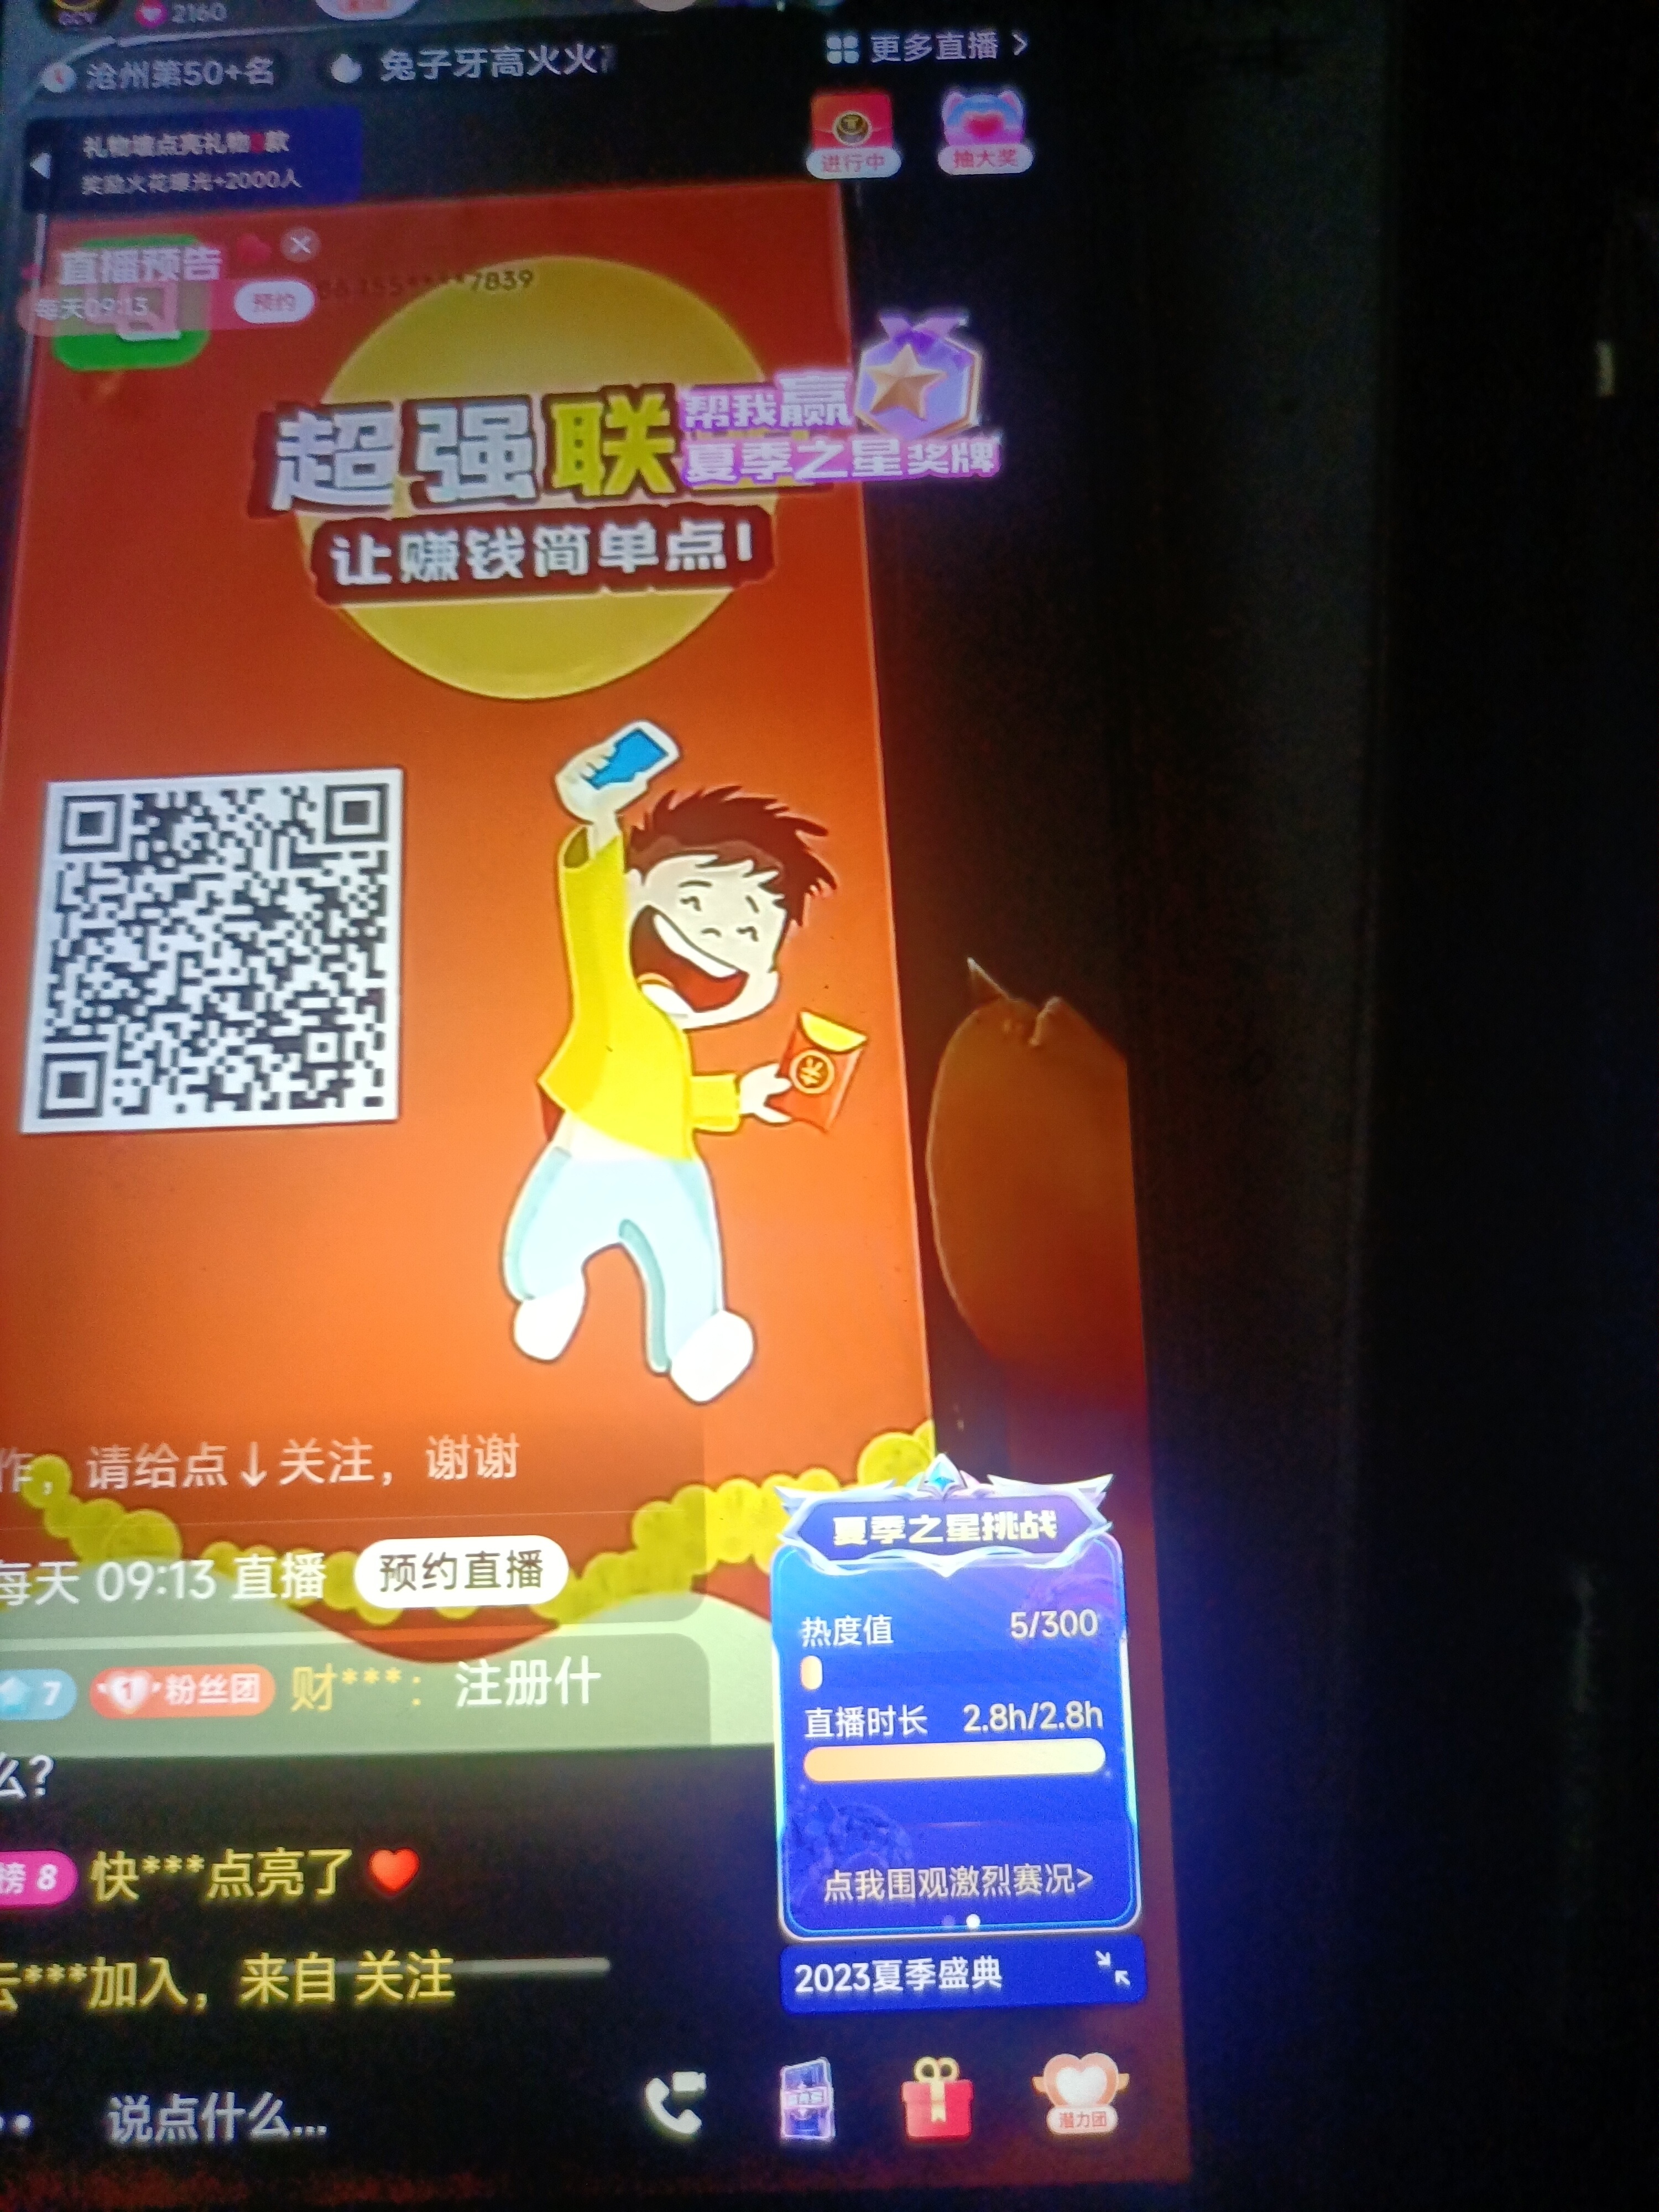 2160
沧州第50+名
兔子牙高火火
更多直播 >
礼物墙点亮礼物 款
奖励火花曝光+2000人
进行中
抽大奖
直播预告
每天09:13
预约
7839
超强联
帮我赢
夏季之星奖牌
让赚钱简单点!
作，请给点↓关注，谢谢
每天 09:13 直播
预约直播
7
1
粉丝团
财***：注册什
么?
夏季之星挑战
热度值 5/300
直播时长 2.8h/2.8h
点我围观激烈赛况>
2023夏季盛典
榜 8
快***点亮了
云***加入，来自 关注
说点什么...
潜力团